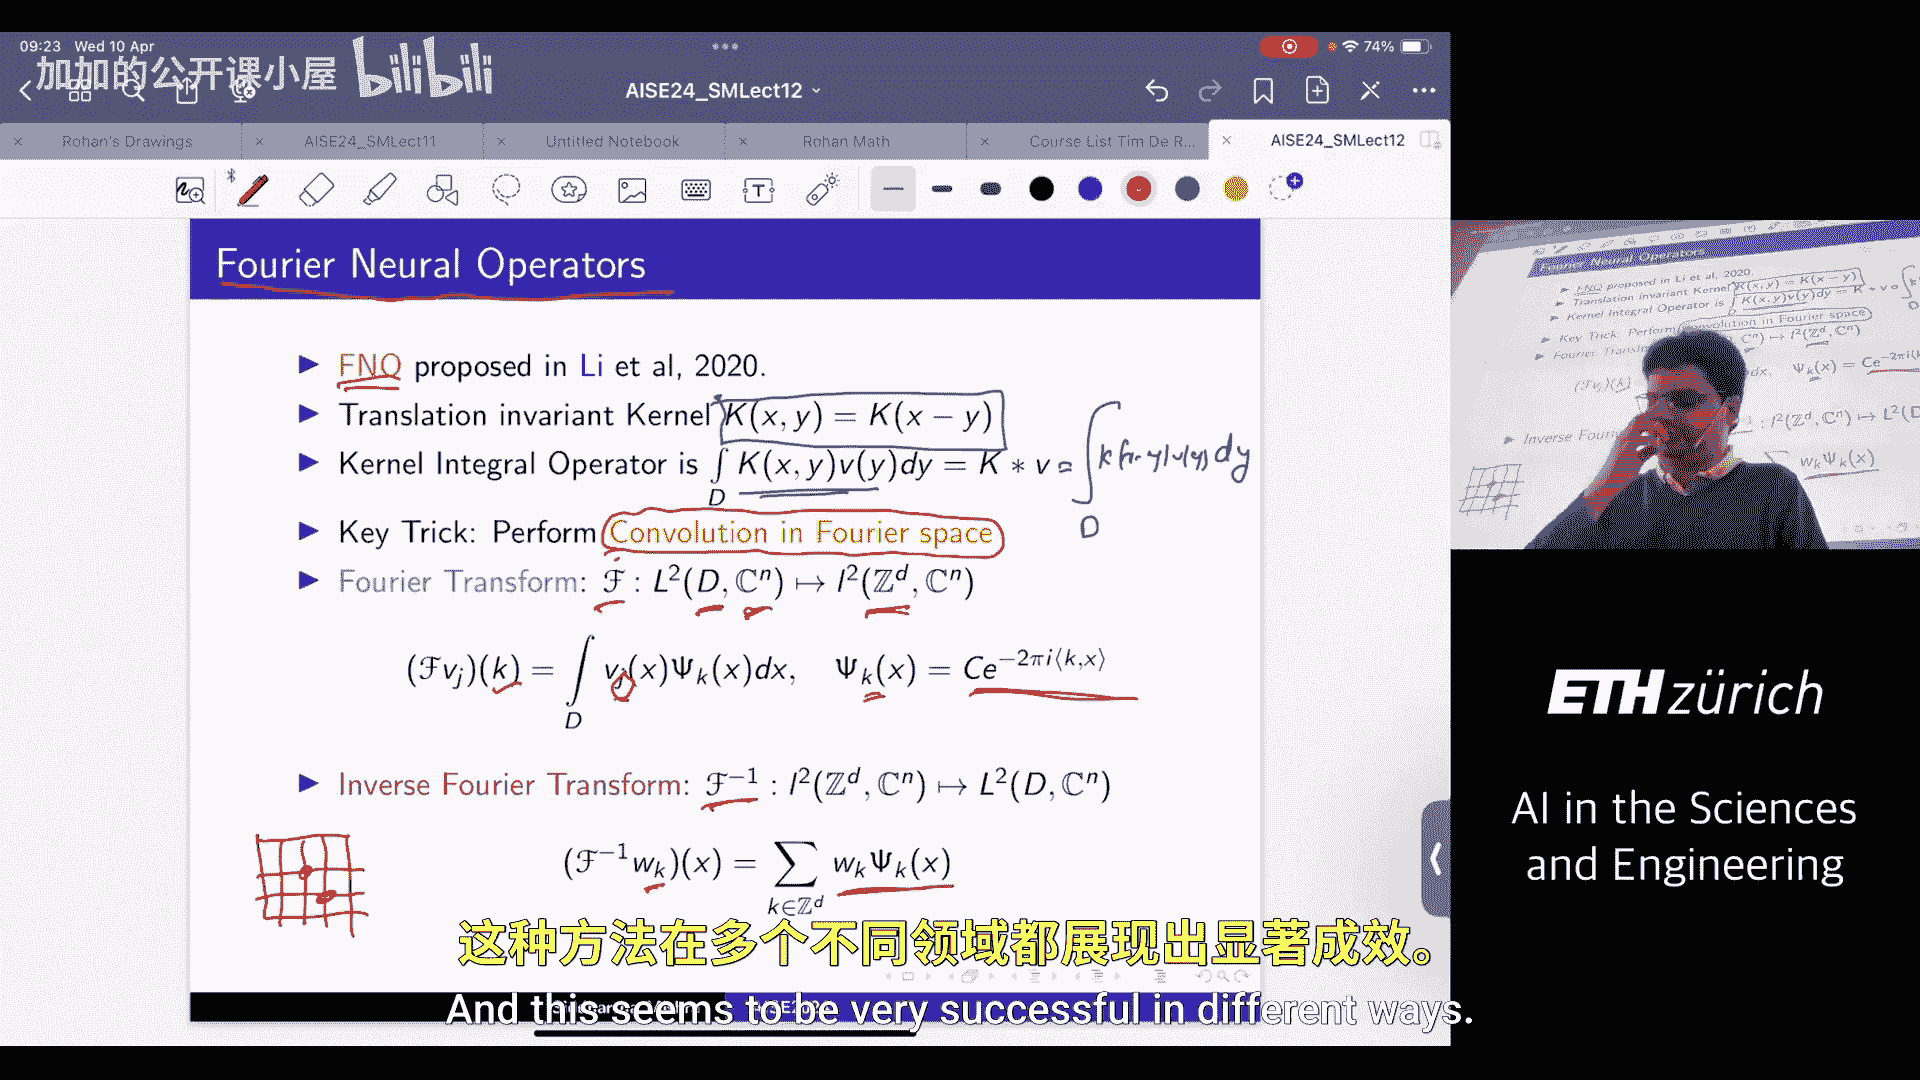 09:23 Wed 10 Apr
74%
加加的公开课小屋 bilibili
AISE24_SMLect12
Rohan's Drawings
AISE24_SMLect11
Untitled Notebook
Rohan Math
Course List Tim De R...
AISE24_SMLect12
Fourier Neural Operators
FNO proposed in Li et al, 2020.
Translation invariant Kernel K(x, y) = K(x − y)
Kernel Integral Operator is ∫_D K(x, y)v(y)dy = K ∗ v = ∫_D K(x-y)v(y) dy
Key Trick: Perform Convolution in Fourier space
Fourier Transform: ℱ : L²(D, ℂⁿ) ↦ l²(ℤᵈ, ℂⁿ)
(ℱv_j)(k) = ∫_D v_j(x)Ψ_k(x)dx, Ψ_k(x) = Ce^{−2πi⟨k,x⟩}
Inverse Fourier Transform: ℱ⁻¹ : l²(ℤᵈ, ℂⁿ) ↦ L²(D, ℂⁿ)
(ℱ⁻¹w_k)(x) = ∑_{k∈ℤᵈ} w_kΨ_k(x)
这种方法在多个不同领域都展现出显著成效。
And this seems to be very successful in different ways.
ETH zürich
AI in the Sciences
and Engineering